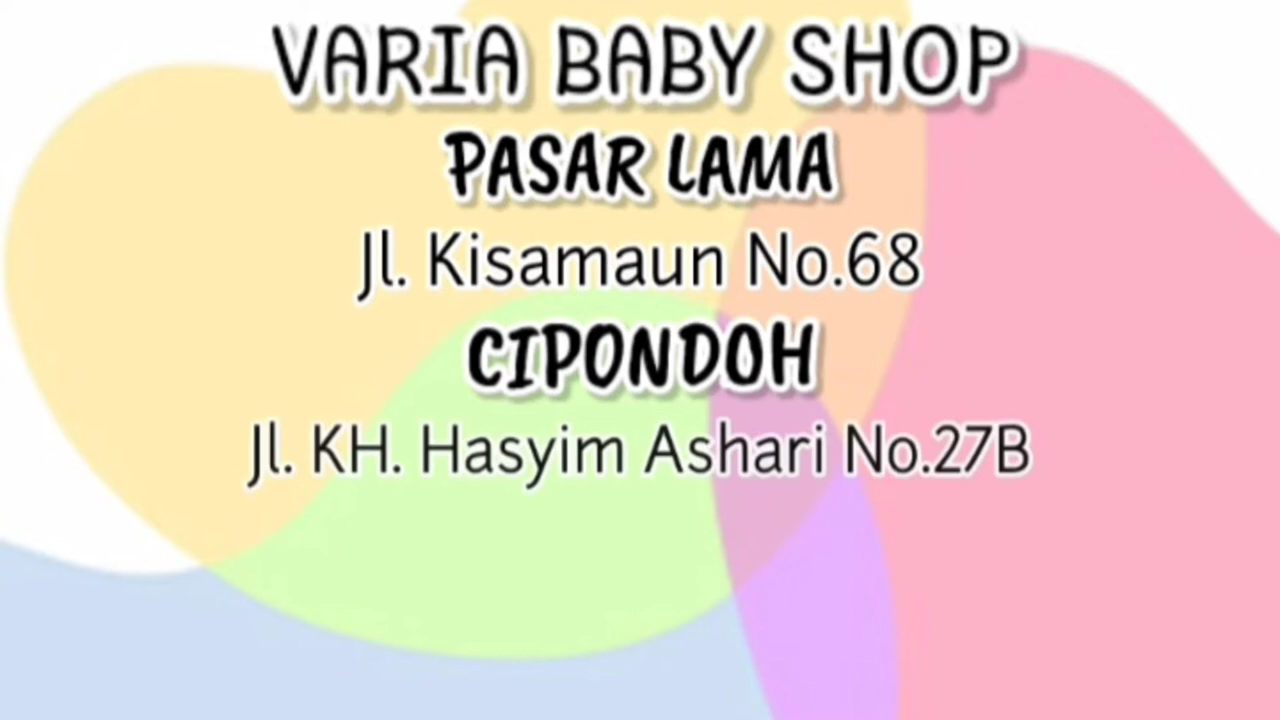 VARIA BABY SHOP
PASAR LAMA
Jl. Kisamaun No.68
CIPONDOH
Jl. KH. Hasyim Ashari No.27B